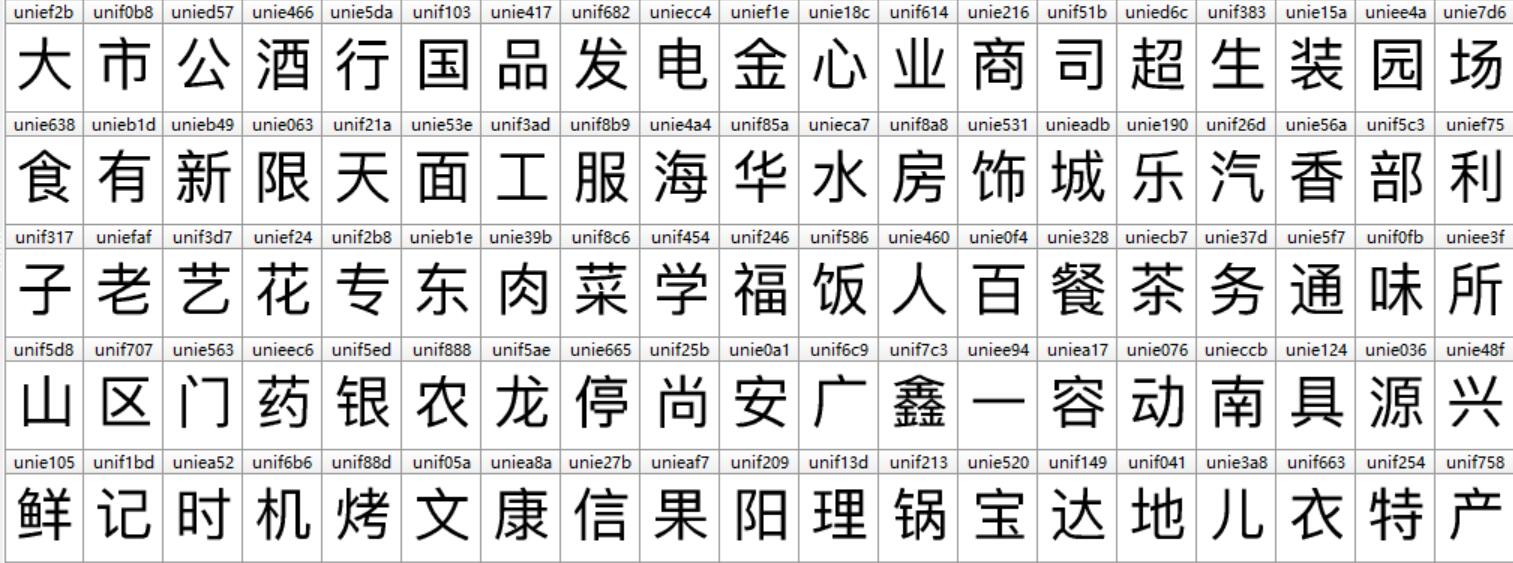 unief2b unif0b8 unied57 unie466 unie5da unif103 unie417 unif682 uniecc4 unief1e unie18c unif614 unie216 unif51b unied6c unif383 unie15a uniee4a unie7d6
大 市 公 酒 行 国 品 发 电 金 心 业 商 司 超 生 装 园 场
unie638 unieb1d unieb49 unie063 unif21a unie53e unif3ad unif8b9 unie4a4 unif85a unieca7 unif8a8 unie531 unieadb unie190 unif26d unie56a unif5c3 unief75
食 有 新 限 天 面 工 服 海 华 水 房 饰 城 乐 汽 香 部 利
unif317 uniefaf unif3d7 unief24 unif2b8 unieb1e unie39b unif8c6 unif454 unif246 unif586 unie460 unie0f4 unie328 uniecb7 unie37d unie5f7 unif0fb uniee3f
子 老 艺 花 专 东 肉 菜 学 福 饭 人 百 餐 茶 务 通 味 所
unif5d8 unif707 unie563 unieec6 unif5ed unif888 unif5ae unie665 unif25b unie0a1 unif6c9 unif7c3 uniee94 uniea17 unie076 unieccb unie124 unie036 unie48f
山 区 门 药 银 农 龙 停 尚 安 广 鑫 一 容 动 南 具 源 兴
unie105 unif1bd uniea52 unif6b6 unif88d unif05a uniea8a unie27b unieaf7 unif209 unif13d unif213 unie520 unif149 unif041 unie3a8 unif663 unif254 unif758
鲜 记 时 机 烤 文 康 信 果 阳 理 锅 宝 达 地 儿 衣 特 产